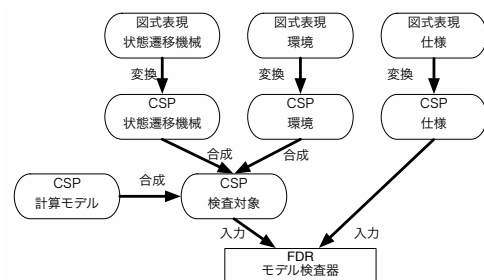 図式表現
状態遷移機械
図式表現
環境
図式表現
仕様
変換
変換
変換
CSP
状態遷移機械
CSP
環境
CSP
仕様
合成
合成
CSP
計算モデル
合成
CSP
検査対象
入力
入力
FDR
モデル検査器